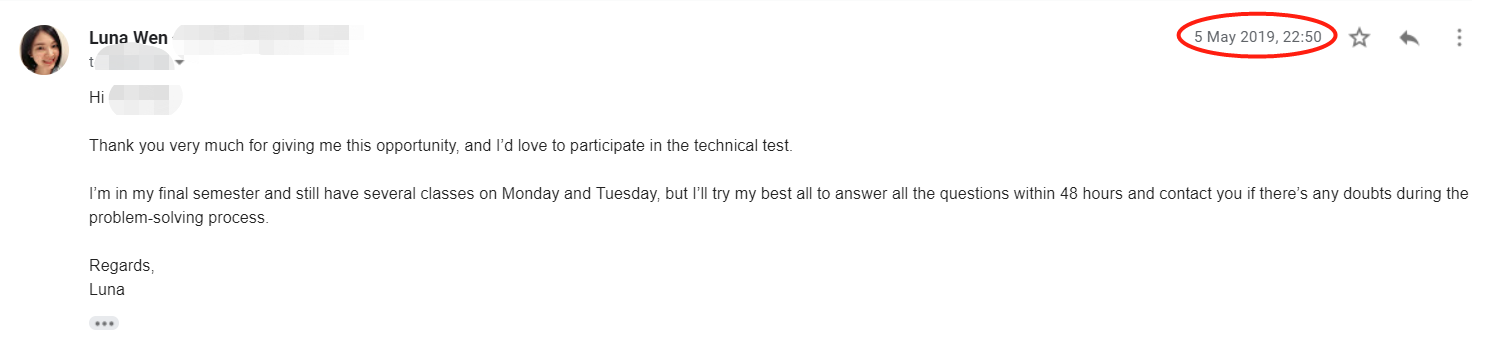 Luna Wen
5 May 2019, 22:50
t
Hi
Thank you very much for giving me this opportunity, and I’d love to participate in the technical test.
I’m in my final semester and still have several classes on Monday and Tuesday, but I’ll try my best all to answer all the questions within 48 hours and contact you if there’s any doubts during the
problem-solving process.
Regards,
Luna